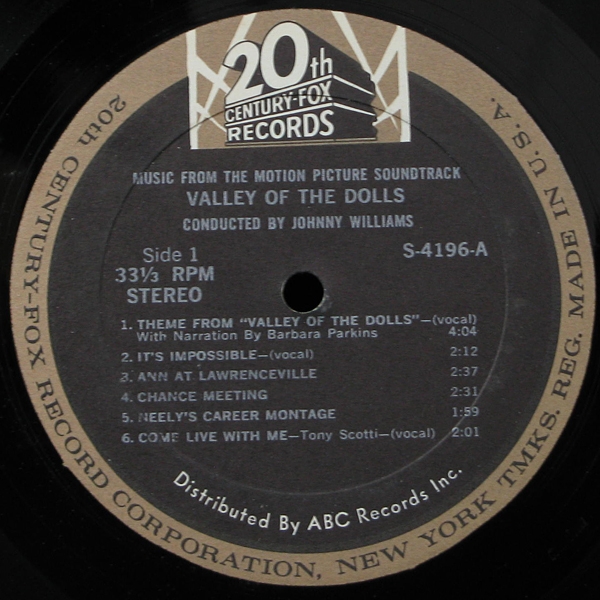 20th
CENTURY-FOX
RECORDS
MUSIC FROM THE MOTION PICTURE SOUNDTRACK
VALLEY OF THE DOLLS
CONDUCTED BY JOHNNY WILLIAMS
Side 1
S-4196-A
33⅓ RPM
STEREO
1. THEME FROM “VALLEY OF THE DOLLS”—(vocal)
With Narration By Barbara Parkins 4:04
2. IT'S IMPOSSIBLE—(vocal) 2:12
3. ANN AT LAWRENCEVILLE 2:37
4. CHANCE MEETING 2:31
5. NEELY'S CAREER MONTAGE 1:59
6. COME LIVE WITH ME—Tony Scotti—(vocal) 2:01
Distributed By ABC Records Inc.
20th CENTURY-FOX RECORD CORPORATION, NEW YORK TMKS. REG. MADE IN U.S.A.